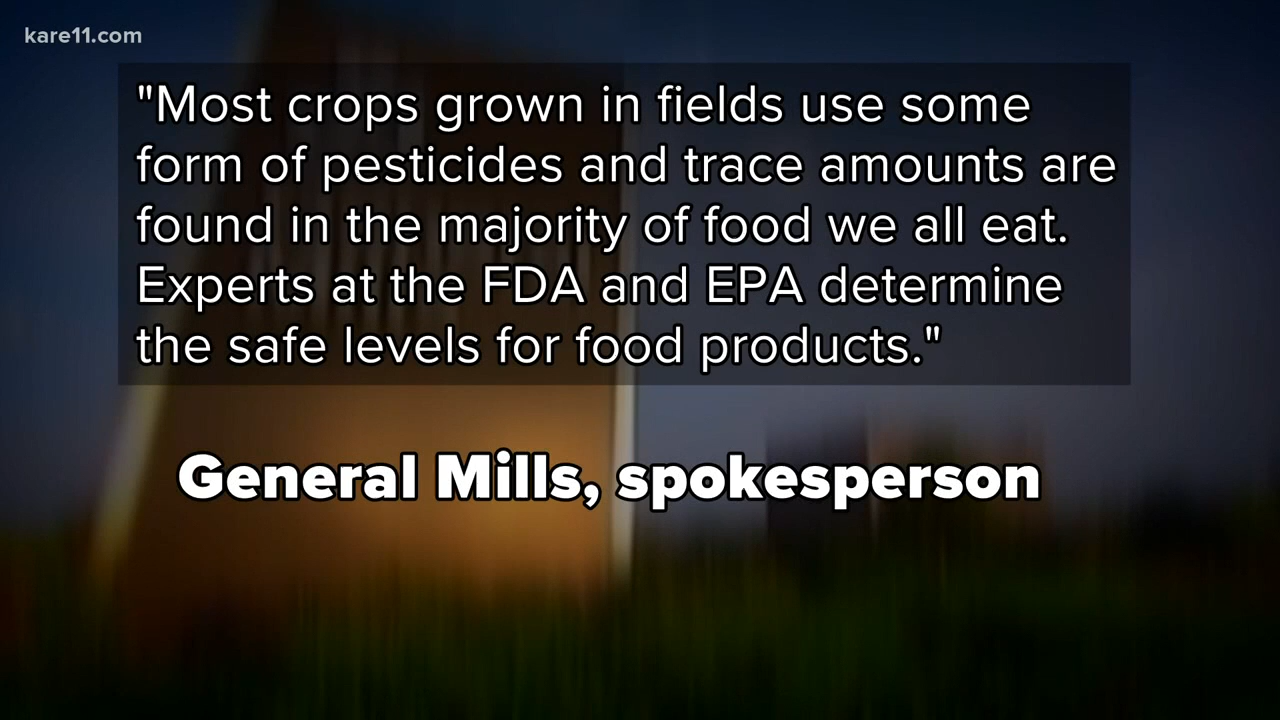 kare11.com
"Most crops grown in fields use some
form of pesticides and trace amounts are
found in the majority of food we all eat.
Experts at the FDA and EPA determine
the safe levels for food products."
General Mills, spokesperson